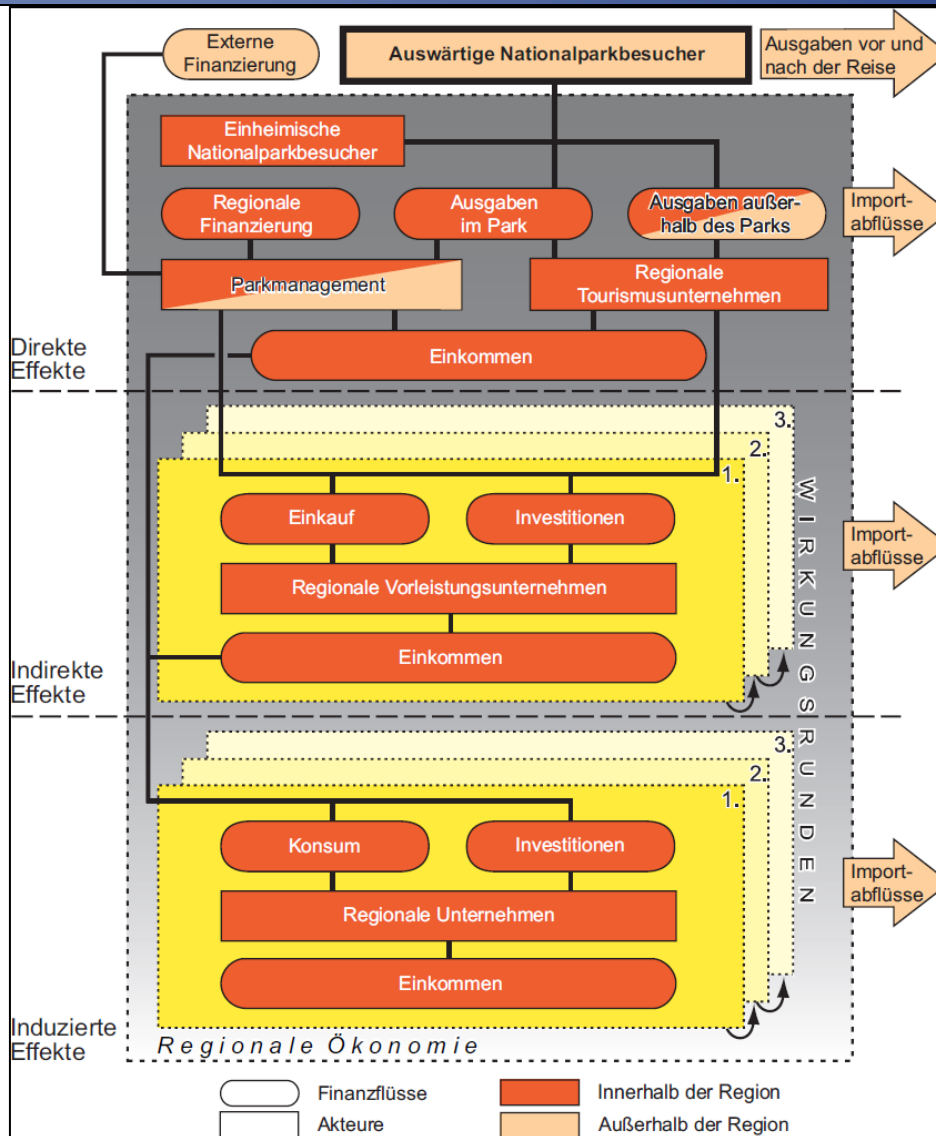 Externe
Finanzierung
Auswärtige Nationalparkbesucher
Ausgaben vor und
nach der Reise
Einheimische
Nationalparkbesucher
Regionale
Finanzierung
Ausgaben
im Park
Ausgaben außer-
halb des Parks
Import-
abflüsse
Parkmanagement
Regionale
Tourismusunternehmen
Direkte
Effekte
Einkommen
3.
2.
1.
Einkauf
Investitionen
Import-
abflüsse
Regionale Vorleistungsunternehmen
Einkommen
Indirekte
Effekte
WIRKUNGSRUNDEN
3.
2.
1.
Konsum
Investitionen
Import-
abflüsse
Regionale Unternehmen
Einkommen
Induzierte
Effekte
Regionale Ökonomie
Finanzflüsse
Innerhalb der Region
Akteure
Außerhalb der Region